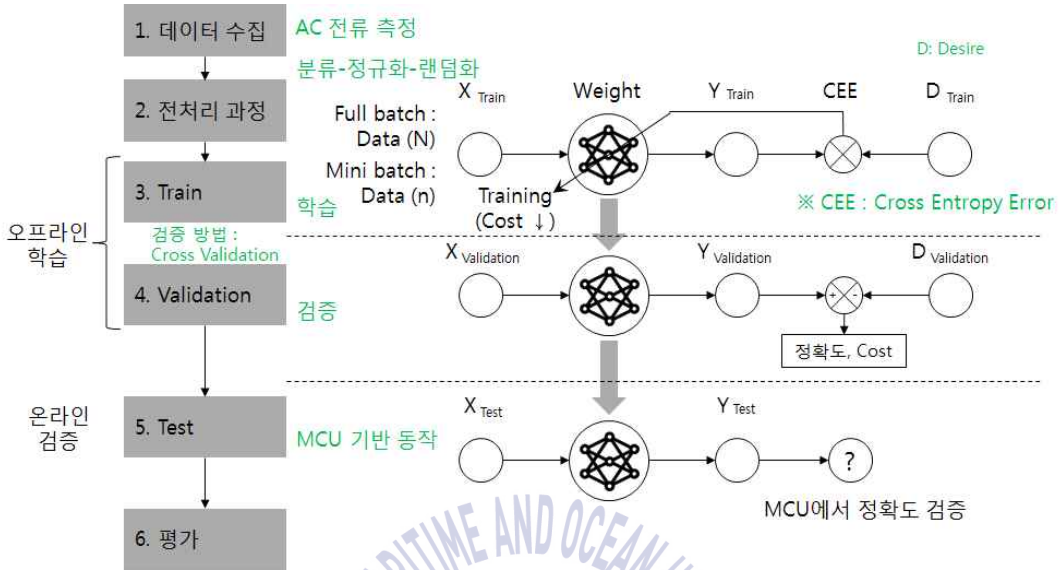 1. 데이터 수집
AC 전류 측정
D: Desire
분류-정규화-랜덤화
2. 전처리 과정
Full batch :
Data (N)
Mini batch :
Data (n)
X Train
Weight
Y Train
CEE
D Train
3. Train
학습
Training
(Cost ↓)
※ CEE : Cross Entropy Error
오프라인
학습
검증 방법 :
Cross Validation
4. Validation
검증
X Validation
Y Validation
D Validation
+ -
정확도, Cost
온라인
검증
5. Test
MCU 기반 동작
X Test
Y Test
?
MCU에서 정확도 검증
6. 평가
RITIME AND OCEAN